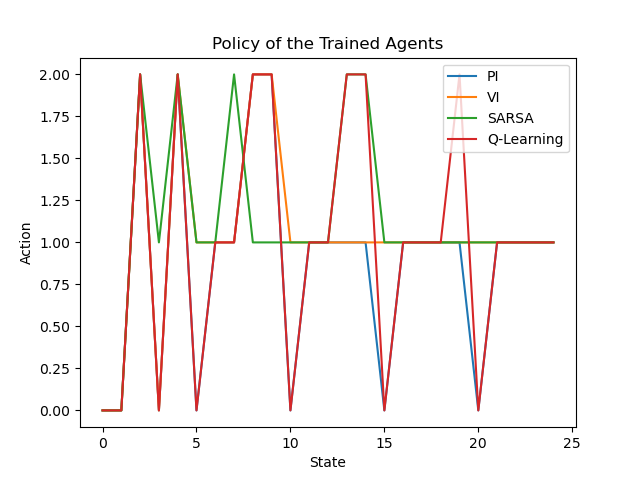 Policy of the Trained Agents
PI
VI
SARSA
Q-Learning
2.00
1.75
1.50
1.25
1.00
0.75
0.50
0.25
0.00
Action
0
5
10
15
20
25
State